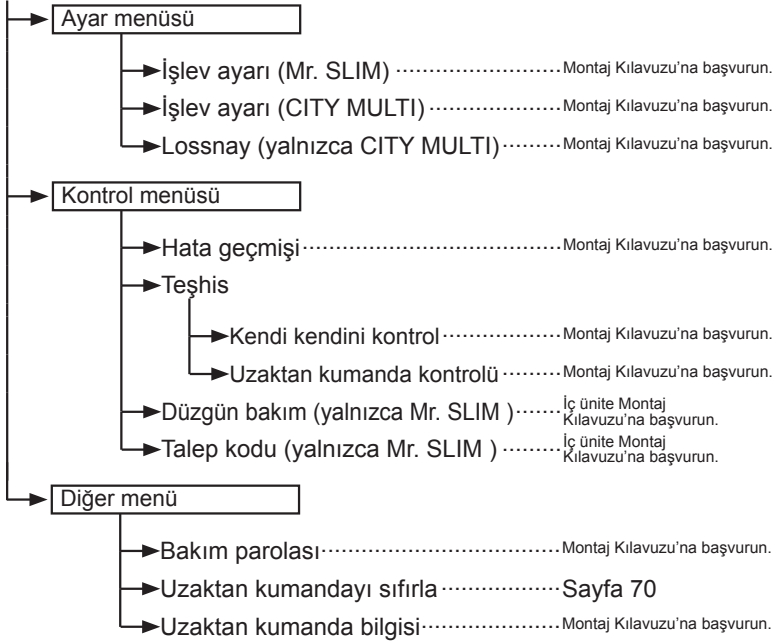 Ayar menüsü
İşlev ayarı (Mr. SLIM) ························ Montaj Kılavuzu’na başvurun.
İşlev ayarı (CITY MULTI) ··················· Montaj Kılavuzu’na başvurun.
Lossnay (yalnızca CITY MULTI) ········· Montaj Kılavuzu’na başvurun.
Kontrol menüsü
Hata geçmişi ····································· Montaj Kılavuzu’na başvurun.
Teşhis
Kendi kendini kontrol ················· Montaj Kılavuzu’na başvurun.
Uzaktan kumanda kontrolü ········ Montaj Kılavuzu’na başvurun.
Düzgün bakım (yalnızca Mr. SLIM ) ······· İç ünite Montaj
Kılavuzu’na başvurun.
Talep kodu (yalnızca Mr. SLIM ) ········· İç ünite Montaj
Kılavuzu’na başvurun.
Diğer menü
Bakım parolası ·································· Montaj Kılavuzu’na başvurun.
Uzaktan kumandayı sıfırla ················· Sayfa 70
Uzaktan kumanda bilgisi ···················· Montaj Kılavuzu’na başvurun.